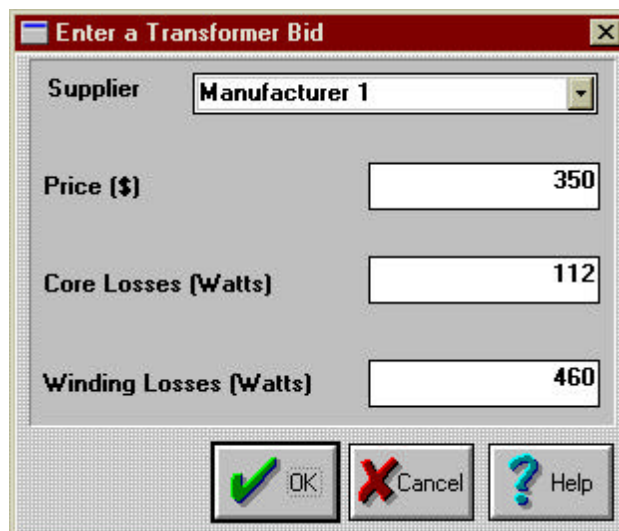 Enter a Transformer Bid
Supplier Manufacturer 1
Price ($) 350
Core Losses (Watts) 112
Winding Losses (Watts) 460
OK Cancel Help